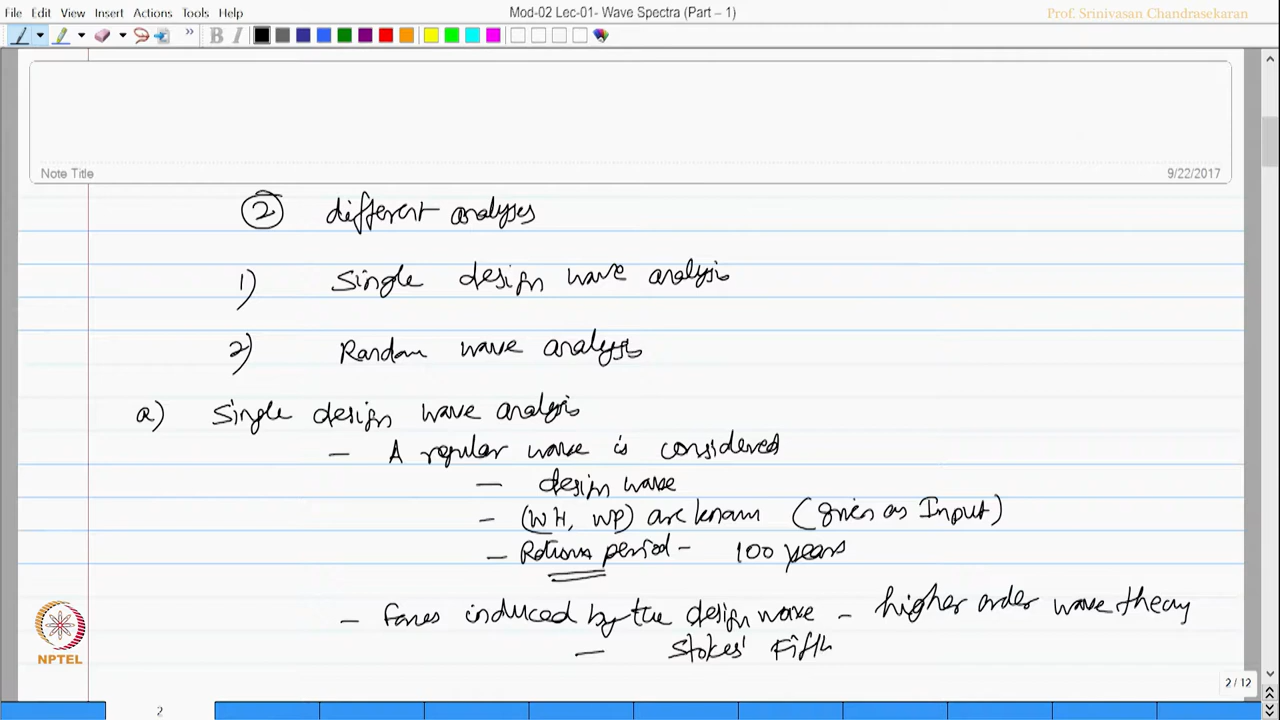 File Edit View Insert Actions Tools Help
Mod-02 Lec-01- Wave Spectra (Part – 1)
Prof. Srinivasan Chandrasekaran
B I
Note Title
9/22/2017
2 different analyses
1) Single design wave analysis
2) Random wave analysis
a) Single design wave analysis
– A regular wave is considered
– design wave
– (WH, WP) are known (given as Input)
– Return period – 100 years
– Forces induced by the design wave – higher order wave theory
– Stokes' Fifth
NPTEL
2 / 12
2